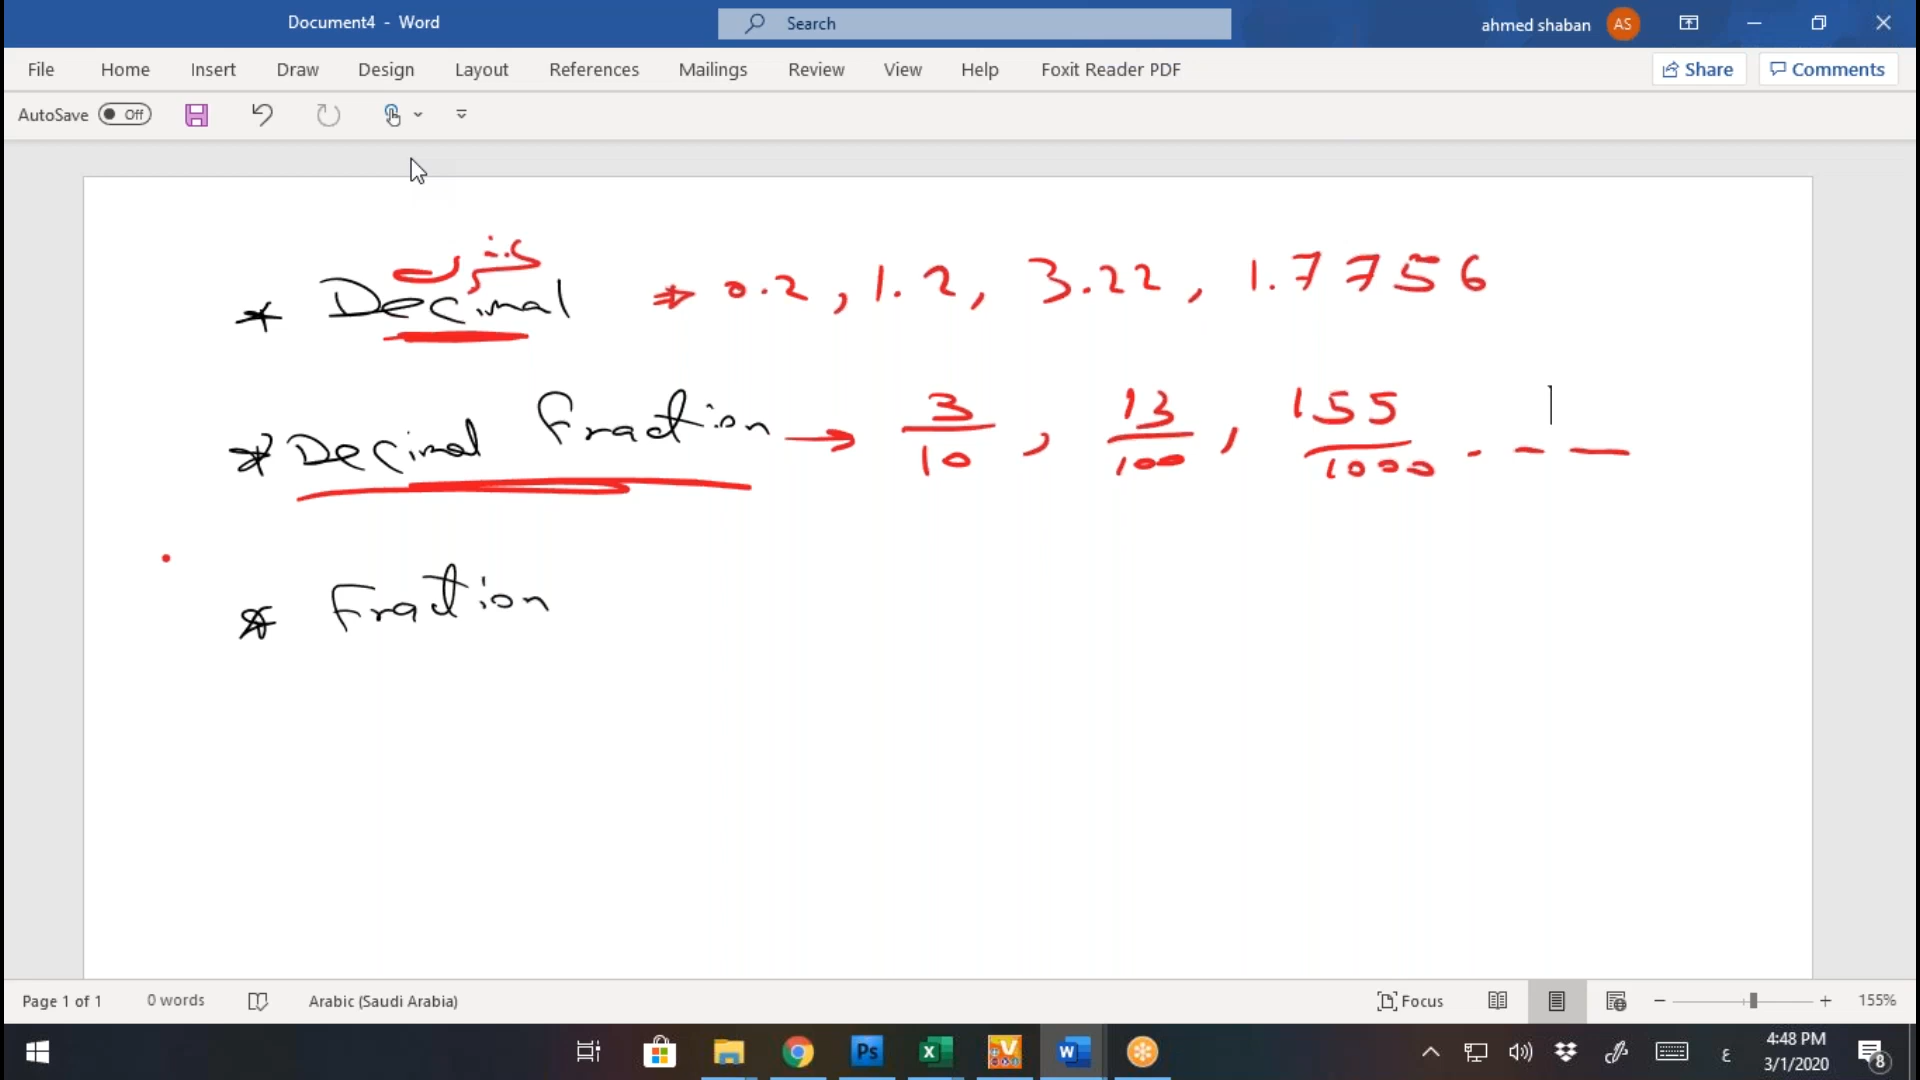 Document4 - Word
Search
ahmed shaban AS
File Home Insert Draw Design Layout References Mailings Review View Help Foxit Reader PDF
Share Comments
AutoSave Off
* Decimal ⇒ 0.2 , 1.2 , 3.22 , 1.7756
* Decimal Fraction → 3/10 , 13/100 , 155/1000 . - —
* Fraction
Page 1 of 1 0 words Arabic (Saudi Arabia) Focus 155%
Ps
ع
4:48 PM
3/1/2020
8